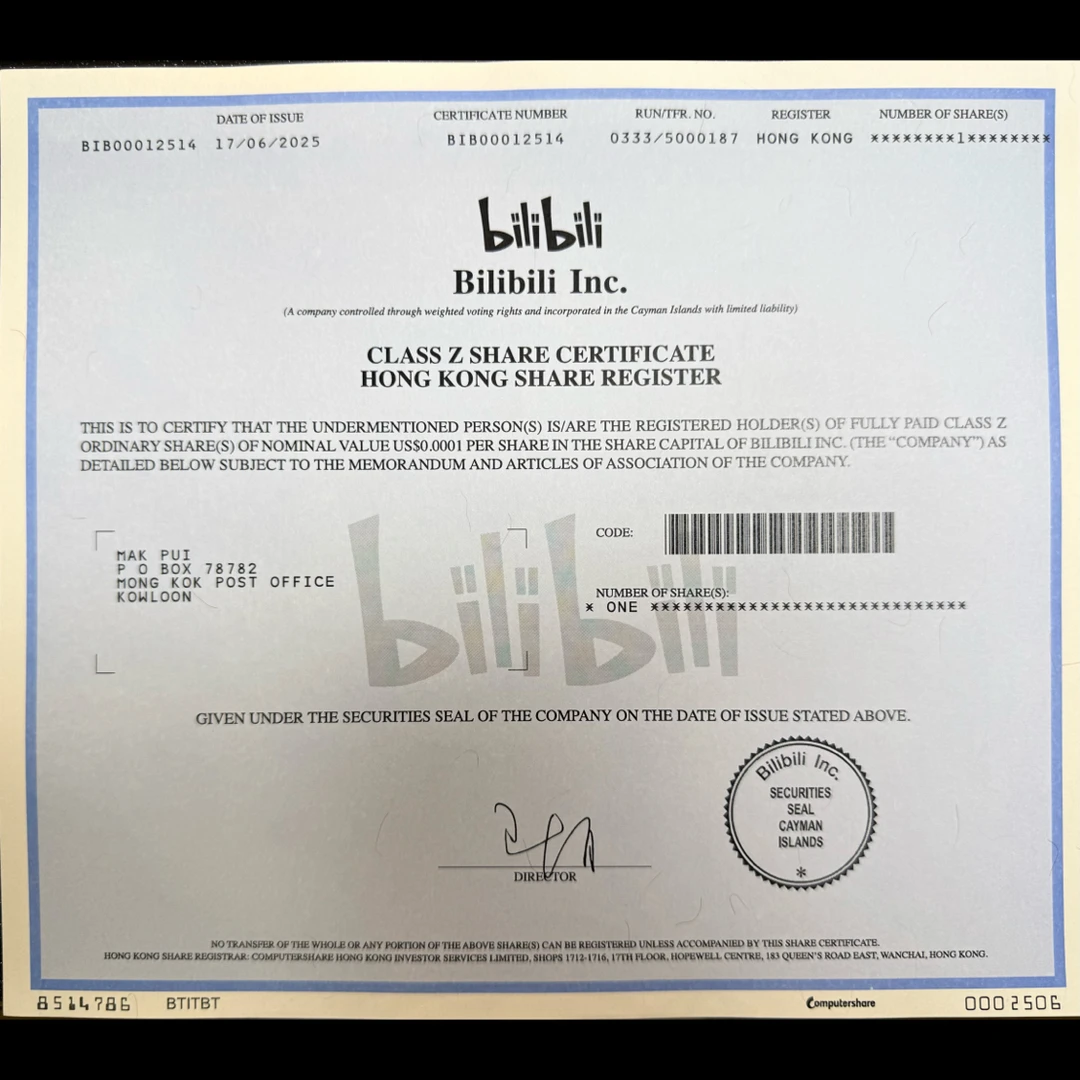 DATE OF ISSUE CERTIFICATE NUMBER RUN/TFR. NO. REGISTER NUMBER OF SHARE(S)
BIB00012514 17/06/2025 BIB00012514 0333/5000187 HONG KONG ********1********
bilibili
Bilibili Inc.
(A company controlled through weighted voting rights and incorporated in the Cayman Islands with limited liability)
CLASS Z SHARE CERTIFICATE
HONG KONG SHARE REGISTER
THIS IS TO CERTIFY THAT THE UNDERMENTIONED PERSON(S) IS/ARE THE REGISTERED HOLDER(S) OF FULLY PAID CLASS Z
ORDINARY SHARE(S) OF NOMINAL VALUE US$0.0001 PER SHARE IN THE SHARE CAPITAL OF BILIBILI INC. (THE “COMPANY”) AS
DETAILED BELOW SUBJECT TO THE MEMORANDUM AND ARTICLES OF ASSOCIATION OF THE COMPANY.
bilibili
CODE:
MAK PUI
P O BOX 78782
MONG KOK POST OFFICE
KOWLOON
NUMBER OF SHARE(S):
* ONE *****************************
GIVEN UNDER THE SECURITIES SEAL OF THE COMPANY ON THE DATE OF ISSUE STATED ABOVE.
Bilibili Inc.
SECURITIES
SEAL
CAYMAN
ISLANDS
*
DIRECTOR
NO TRANSFER OF THE WHOLE OR ANY PORTION OF THE ABOVE SHARE(S) CAN BE REGISTERED UNLESS ACCOMPANIED BY THIS SHARE CERTIFICATE.
HONG KONG SHARE REGISTRAR: COMPUTERSHARE HONG KONG INVESTOR SERVICES LIMITED, SHOPS 1712-1716, 17TH FLOOR, HOPEWELL CENTRE, 183 QUEEN'S ROAD EAST, WANCHAI, HONG KONG.
8514786 BTITBT Computershare 0002506